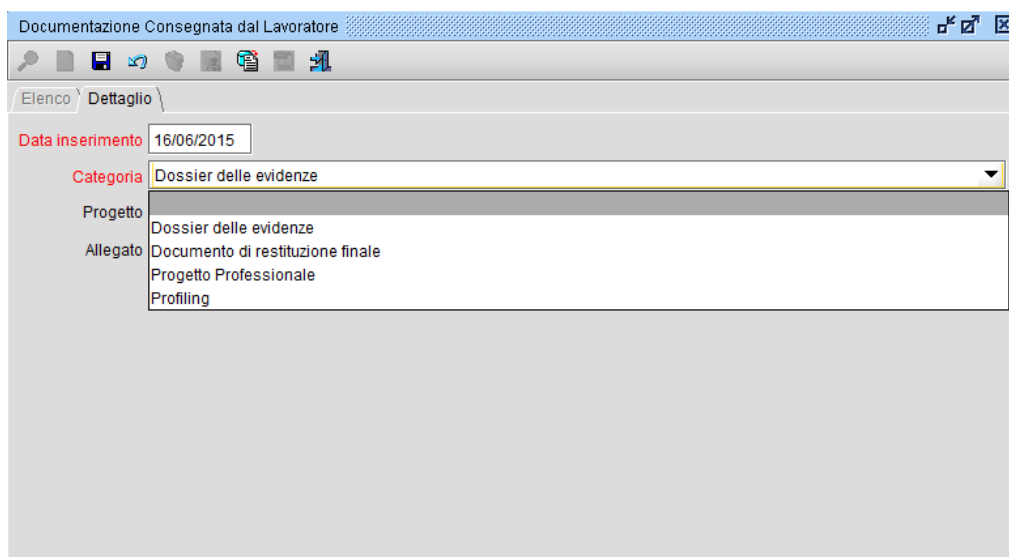 Documentazione Consegnata dal Lavoratore
Elenco Dettaglio
Data inserimento 16/06/2015
Categoria Dossier delle evidenze
Progetto
Dossier delle evidenze
Allegato Documento di restituzione finale
Progetto Professionale
Profiling